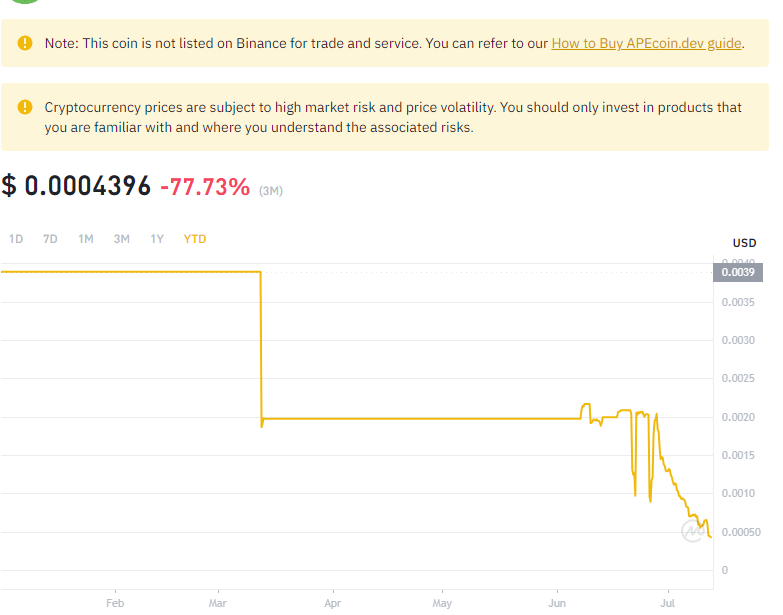 Note: This coin is not listed on Binance for trade and service. You can refer to our How to Buy APEcoin.dev guide.
Cryptocurrency prices are subject to high market risk and price volatility. You should only invest in products that
you are familiar with and where you understand the associated risks.
$ 0.0004396 -77.73% (3M)
1D 7D 1M 3M 1Y YTD
USD
0.0040
0.0039
0.0035
0.0030
0.0025
0.0020
0.0015
0.0010
0.00050
0
Feb Mar Apr May Jun Jul